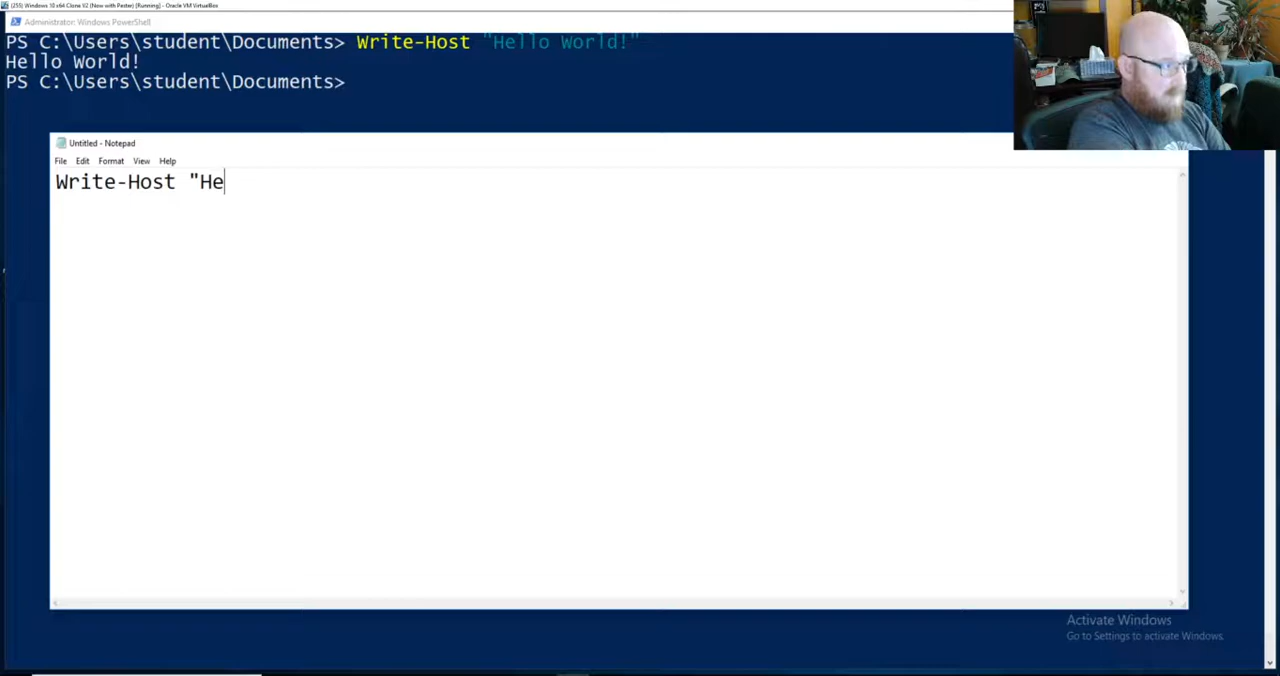 (255) Windows 10 x64 Clone V2 (Now with Pester) [Running] - Oracle VM VirtualBox
Administrator: Windows PowerShell
PS C:\Users\student\Documents> Write-Host "Hello World!"
Hello World!
PS C:\Users\student\Documents>
Untitled - Notepad
File Edit Format View Help
Write-Host "He
Activate Windows
Go to Settings to activate Windows.